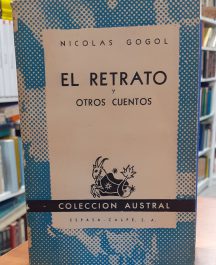 NICOLAS GOGOL
EL RETRATO
Y
OTROS CUENTOS
COLECCION AUSTRAL
ESPASA-CALPE, S. A.